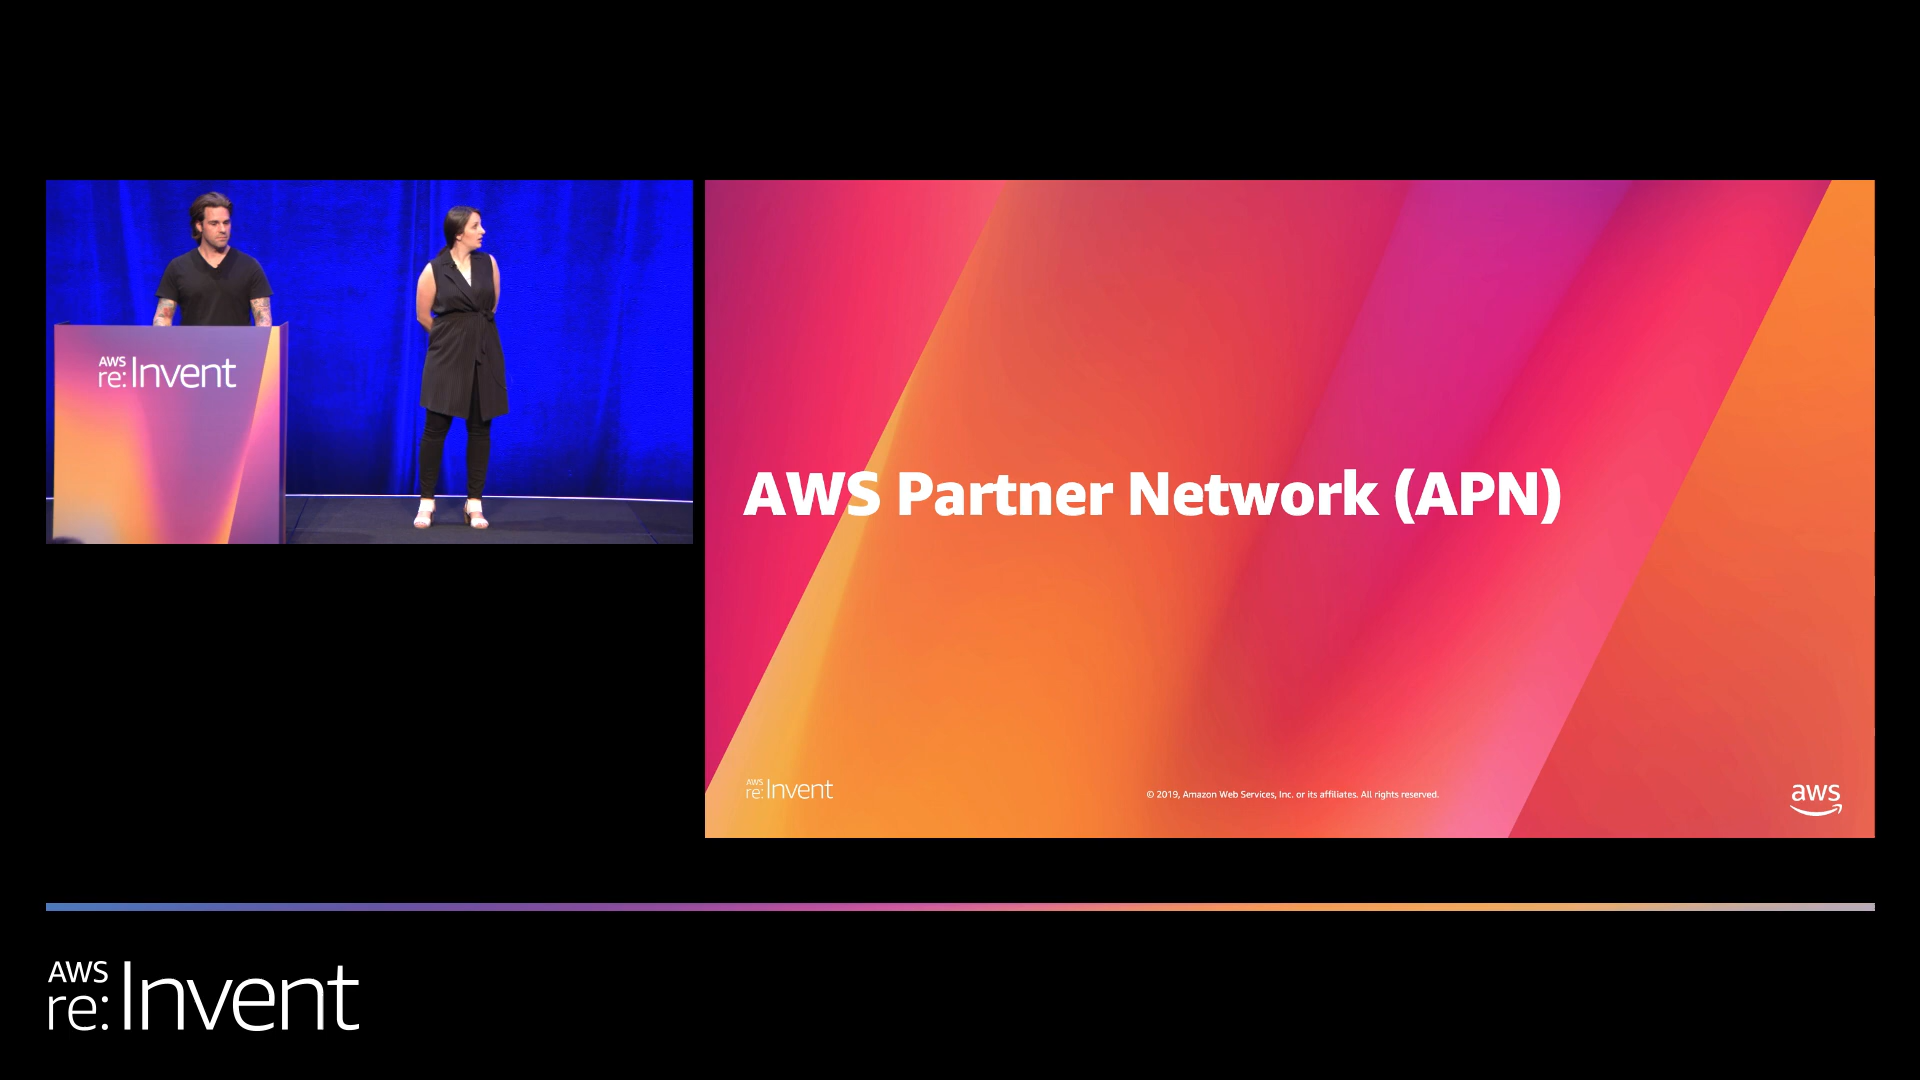 AWS
re:Invent
AWS Partner Network (APN)
AWS
re:Invent
© 2019, Amazon Web Services, Inc. or its affiliates. All rights reserved.
aws
AWS
re:Invent